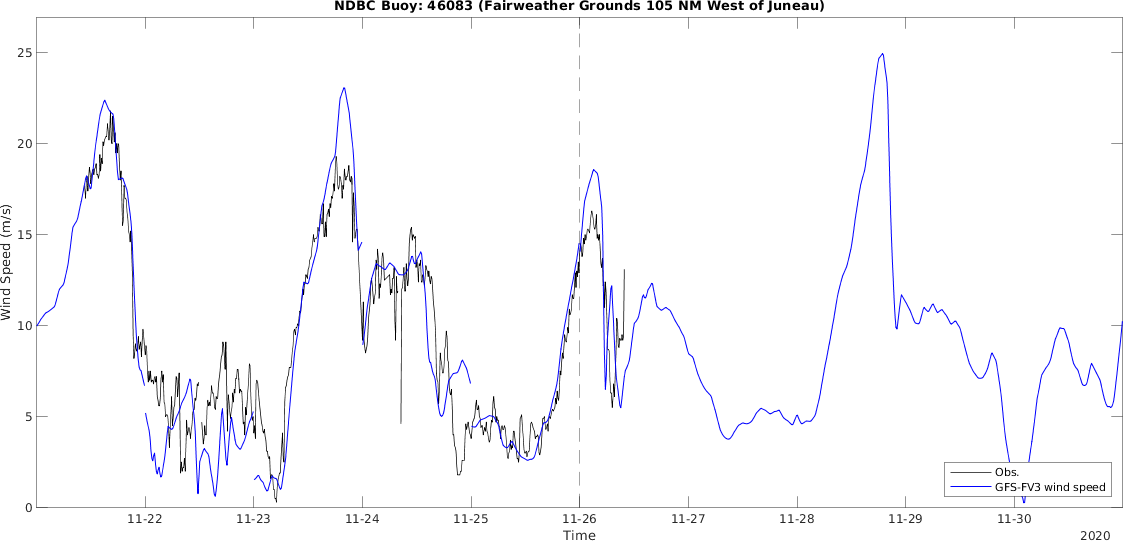 NDBC Buoy: 46083 (Fairweather Grounds 105 NM West of Juneau)
Wind Speed (m/s)
25
20
15
10
5
0
Obs.
GFS-FV3 wind speed
11-22 11-23 11-24 11-25 11-26 11-27 11-28 11-29 11-30
Time
2020